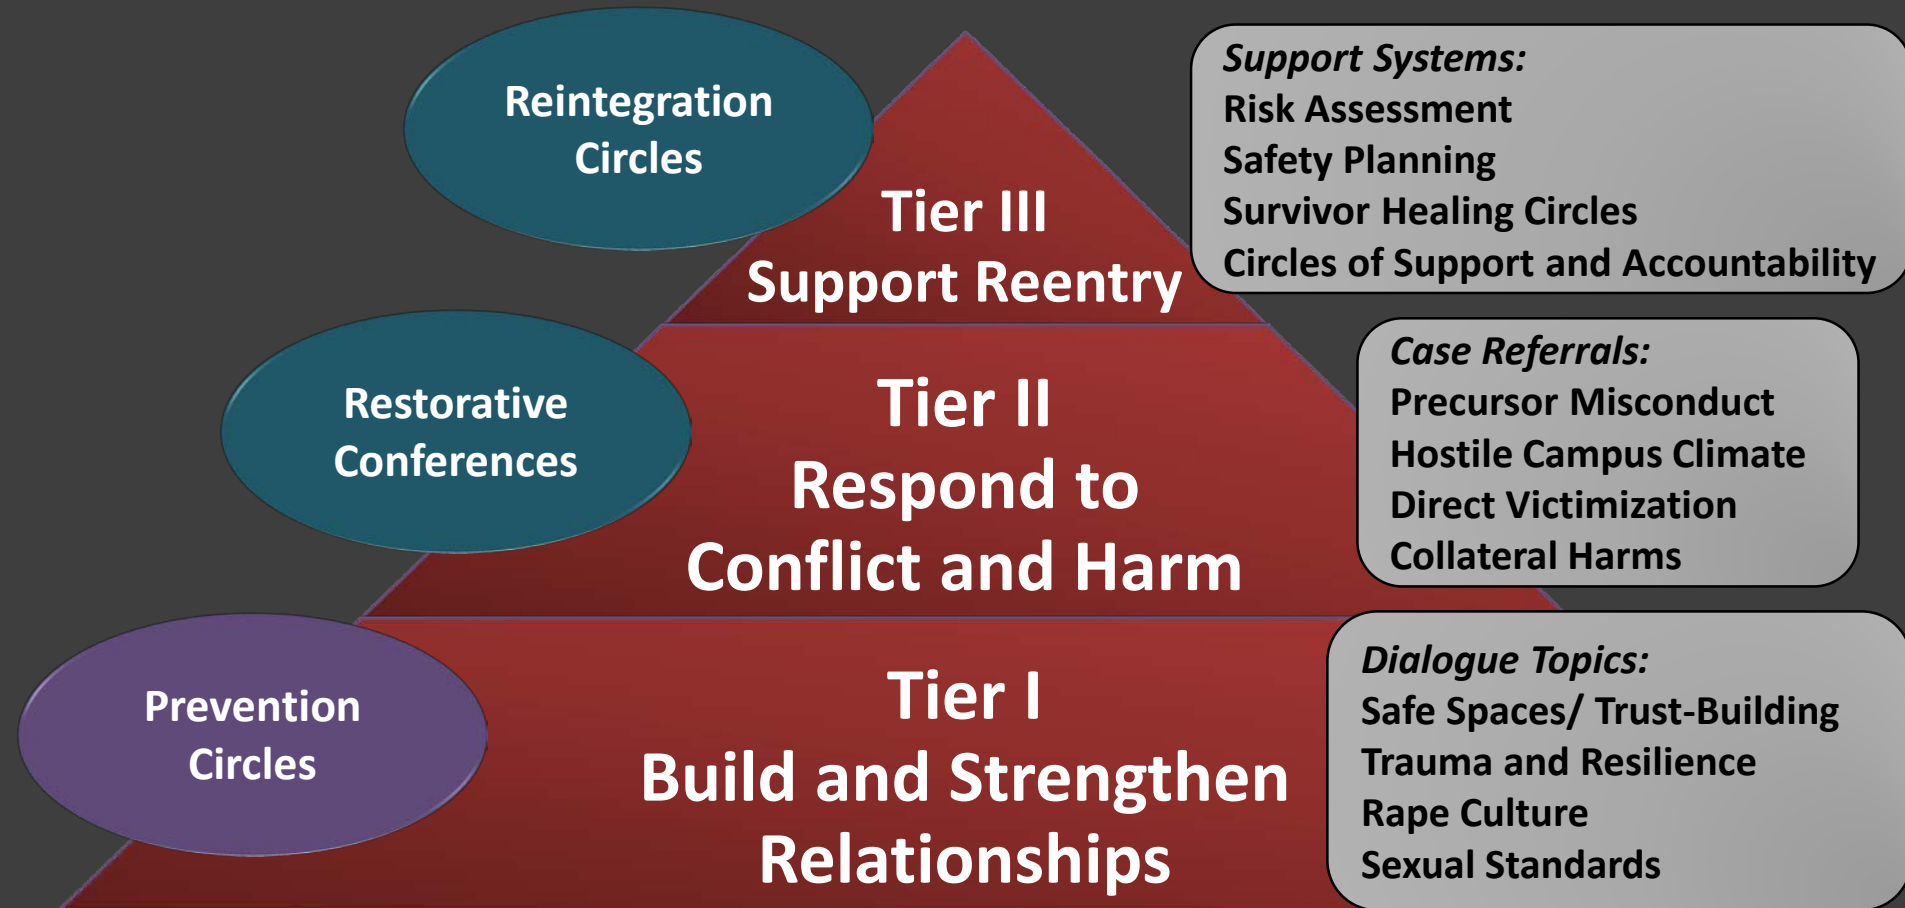 Reintegration
Circles
Tier III
Support Reentry
Support Systems:
Risk Assessment
Safety Planning
Survivor Healing Circles
Circles of Support and Accountability
Restorative
Conferences
Tier II
Respond to
Conflict and Harm
Case Referrals:
Precursor Misconduct
Hostile Campus Climate
Direct Victimization
Collateral Harms
Prevention
Circles
Tier I
Build and Strengthen
Relationships
Dialogue Topics:
Safe Spaces/ Trust-Building
Trauma and Resilience
Rape Culture
Sexual Standards